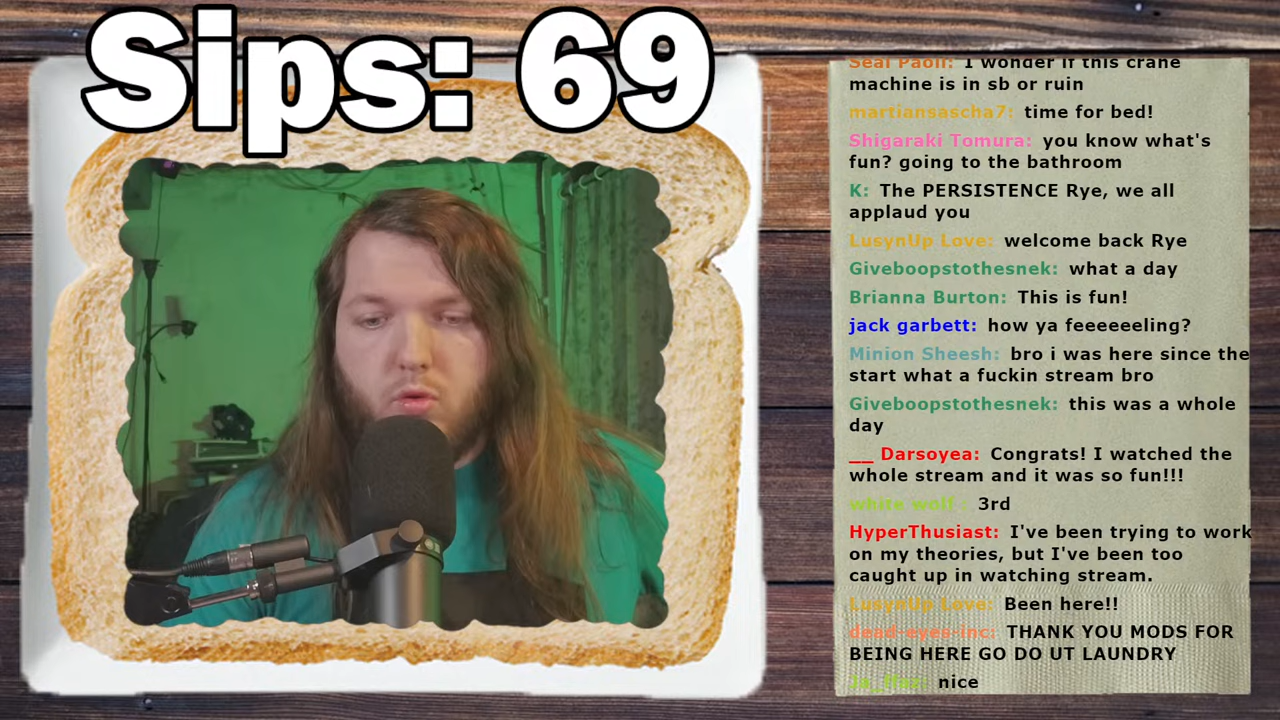 Sips: 69
Seal Paoli: I wonder if this crane
machine is in sb or ruin
martiansascha7: time for bed!
Shigaraki Tomura: you know what's
fun? going to the bathroom
K: The PERSISTENCE Rye, we all
applaud you
LusynUp Love: welcome back Rye
Giveboopstothesnek: what a day
Brianna Burton: This is fun!
jack garbett: how ya feeeeeeling?
Minion Sheesh: bro i was here since the
start what a fuckin stream bro
Giveboopstothesnek: this was a whole
day
__ Darsoyea: Congrats! I watched the
whole stream and it was so fun!!!
white wolf : 3rd
HyperThusiast: I've been trying to work
on my theories, but I've been too
caught up in watching stream.
LusynUp Love: Been here!!
dead-eyes-inc: THANK YOU MODS FOR
BEING HERE GO DO UT LAUNDRY
nice